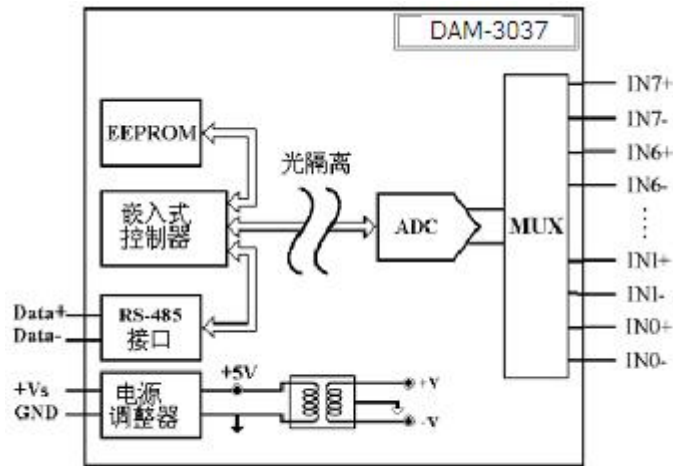 DAM-3037
EEPROM
嵌入式
控制器
光隔离
ADC
MUX
IN7+
IN7-
IN6+
IN6-
IN1+
IN1-
IN0+
IN0-
Data+
Data-
RS-485
接口
+Vs
GND
电源
调整器
+5V
+V
-V